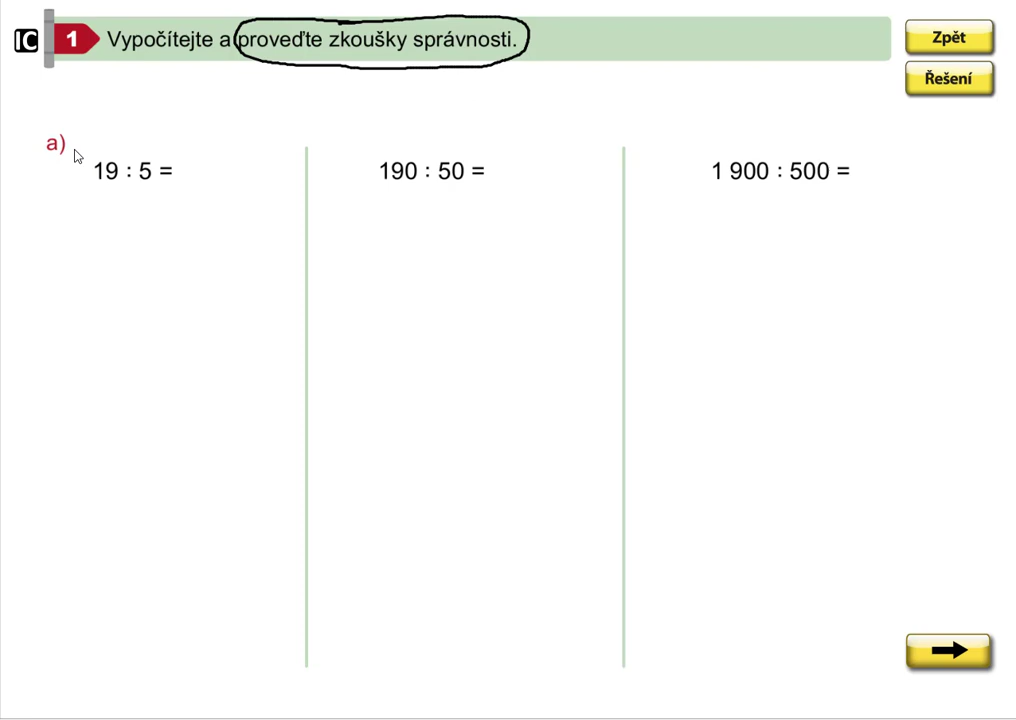 IC 1 Vypočítejte a proveďte zkoušky správnosti.
Zpět
Řešení
a)
19 : 5 =
190 : 50 =
1 900 : 500 =